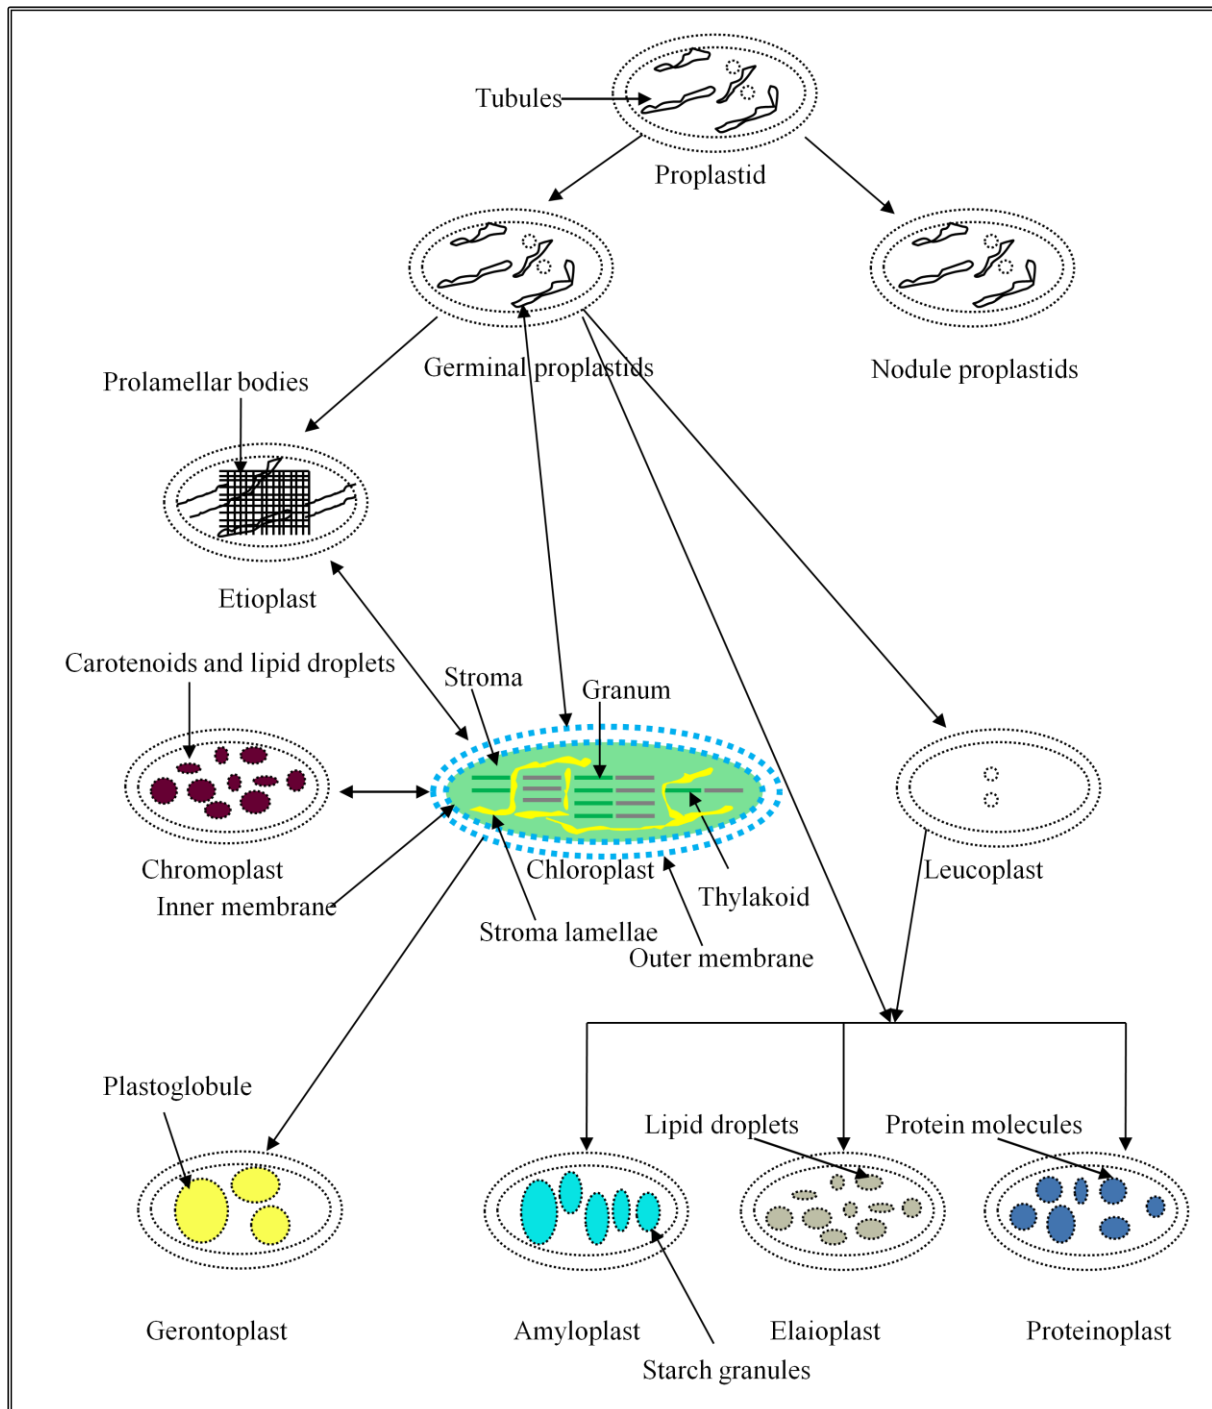 Tubules
Proplastid
Germinal proplastids
Nodule proplastids
Prolamellar bodies
Etioplast
Carotenoids and lipid droplets
Stroma
Granum
Chromoplast
Chloroplast
Leucoplast
Inner membrane
Thylakoid
Stroma lamellae
Outer membrane
Plastoglobule
Lipid droplets
Protein molecules
Gerontoplast
Amyloplast
Elaioplast
Proteinoplast
Starch granules